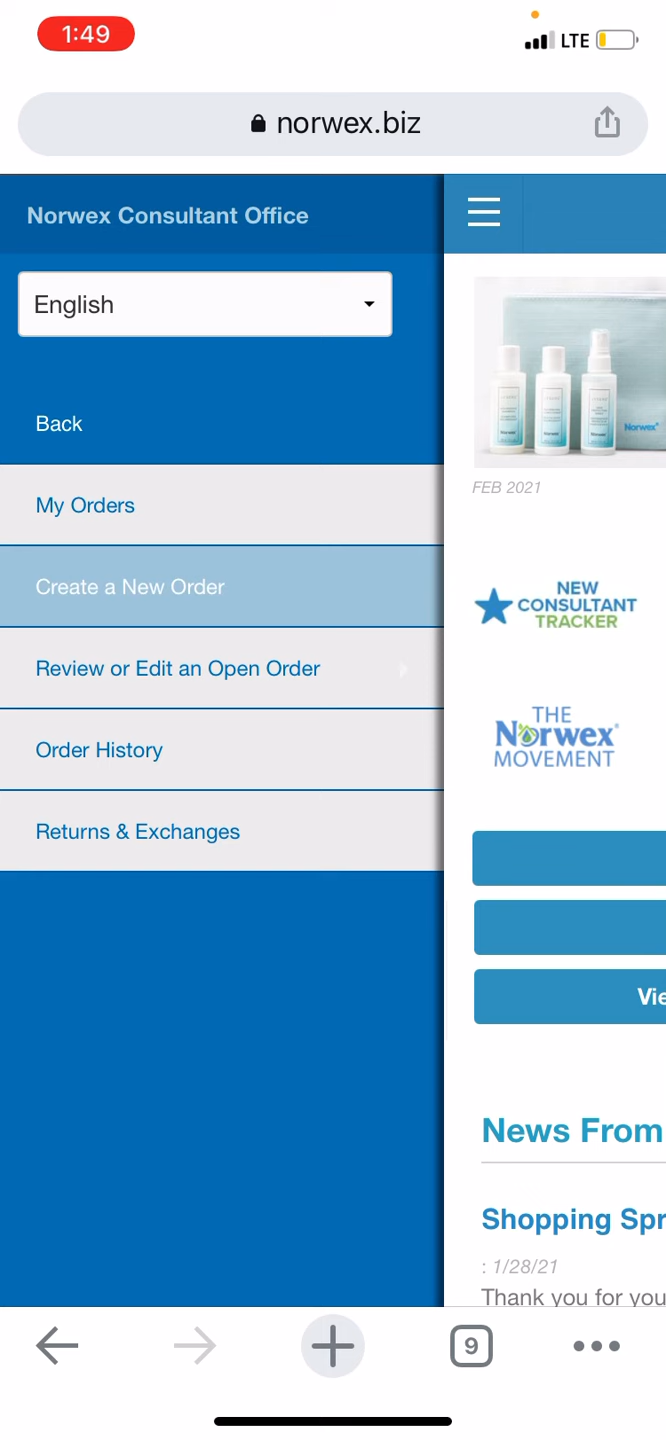 1:49
LTE
norwex.biz
Norwex Consultant Office
English
Back
My Orders
Create a New Order
Review or Edit an Open Order
Order History
Returns & Exchanges
Norwex
FEB 2021
NEW
CONSULTANT
TRACKER
THE
Norwex®
MOVEMENT
Vie
News From
Shopping Spr
: 1/28/21
Thank you for you
9